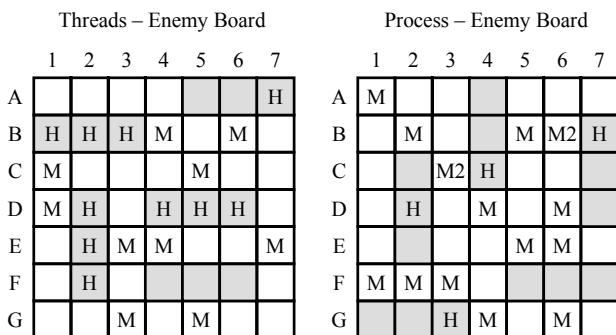 Threads – Enemy Board Process – Enemy Board
1 2 3 4 5 6 7 1 2 3 4 5 6 7
A H A M
B H H H M M B M M M2 H
C M M C M2 H
D M H H H H D H M M
E H M M M E M M
F H F M M M
G M M G H M M